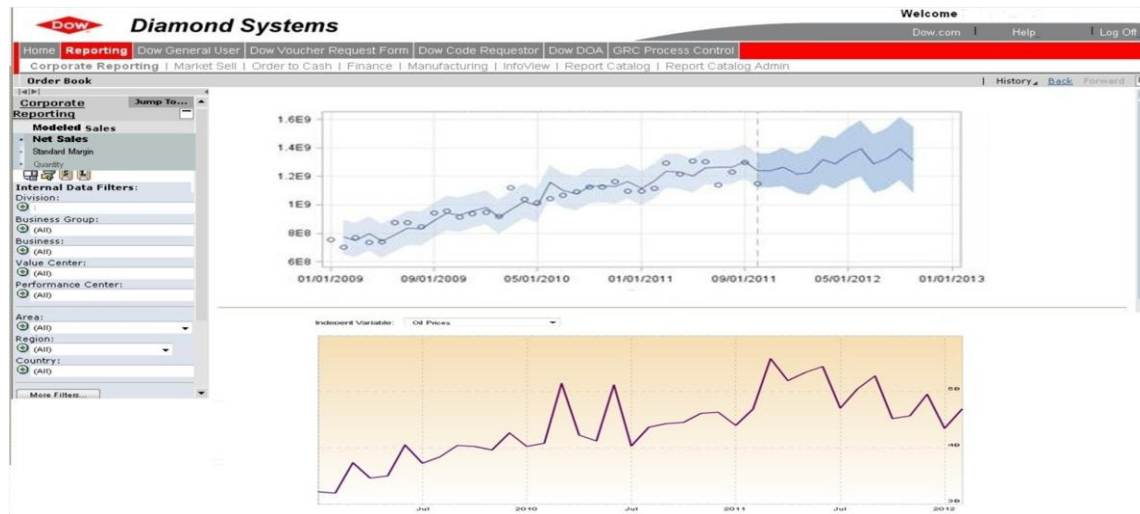 Welcome
DOW Diamond Systems
Dow.com | Help | Log Off
Home Reporting Dow General User Dow Voucher Request Form Dow Code Requestor Dow DOA GRC Process Control
Corporate Reporting | Market Sell | Order to Cash | Finance | Manufacturing | InfoView | Report Catalog | Report Catalog Admin
Order Book | History Back Forward
Corporate Reporting Jump To...
Modeled Sales
Net Sales
Standard Margin
Quantity
Internal Data Filters:
Division:
Business Group:
(All)
Business:
(All)
Value Center:
(All)
Performance Center:
(All)
Area:
(All)
Region:
(All)
Country:
(All)
More Filters...
1.6E9
1.4E9
1.2E9
1E9
8E8
6E8
01/01/2009 09/01/2009 05/01/2010 01/01/2011 09/01/2011 05/01/2012 01/01/2013
Indepent Variable: Oil Prices
Jul 2010 Jul 2011 Jul 2012